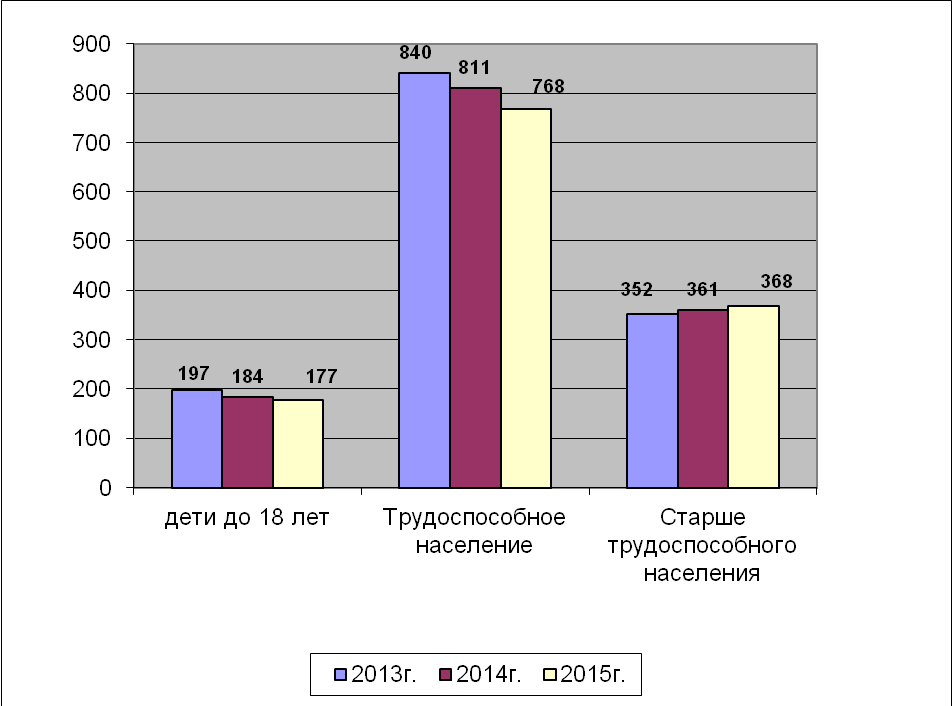 900
800
700
600
500
400
300
200
100
0
840
811
768
352
361
368
197
184
177
дети до 18 лет
Трудоспособное
население
Старше
трудоспособного
населения
2013г.
2014г.
2015г.